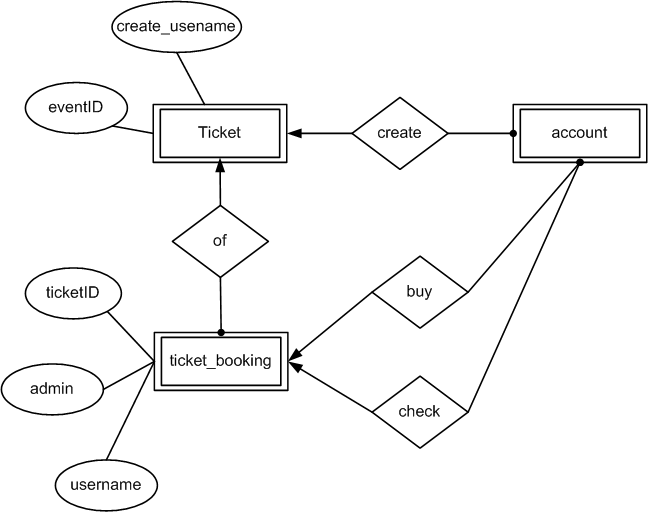 create_usename
eventID
Ticket
create
account
of
ticketID
buy
ticket_booking
admin
check
username